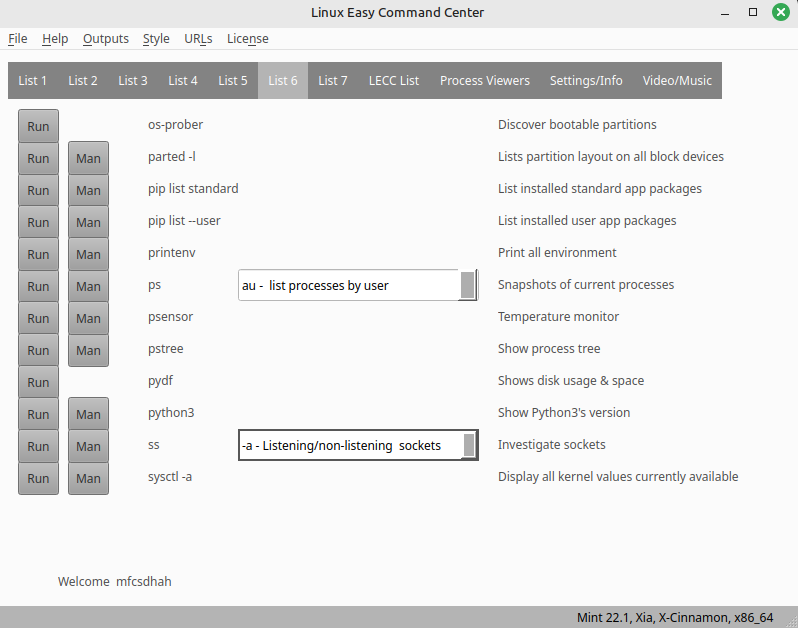 Linux Easy Command Center
File Help Outputs Style URLs License
List 1 List 2 List 3 List 4 List 5 List 6 List 7 LECC List Process Viewers Settings/Info Video/Music
Run os-prober Discover bootable partitions
Run Man parted -l Lists partition layout on all block devices
Run Man pip list standard List installed standard app packages
Run Man pip list --user List installed user app packages
Run Man printenv Print all environment
Run Man ps au - list processes by user Snapshots of current processes
Run Man psensor Temperature monitor
Run Man pstree Show process tree
Run pydf Shows disk usage & space
Run Man python3 Show Python3's version
Run Man ss -a - Listening/non-listening sockets Investigate sockets
Run Man sysctl -a Display all kernel values currently available
Welcome mfcsdhah
Mint 22.1, Xia, X-Cinnamon, x86_64